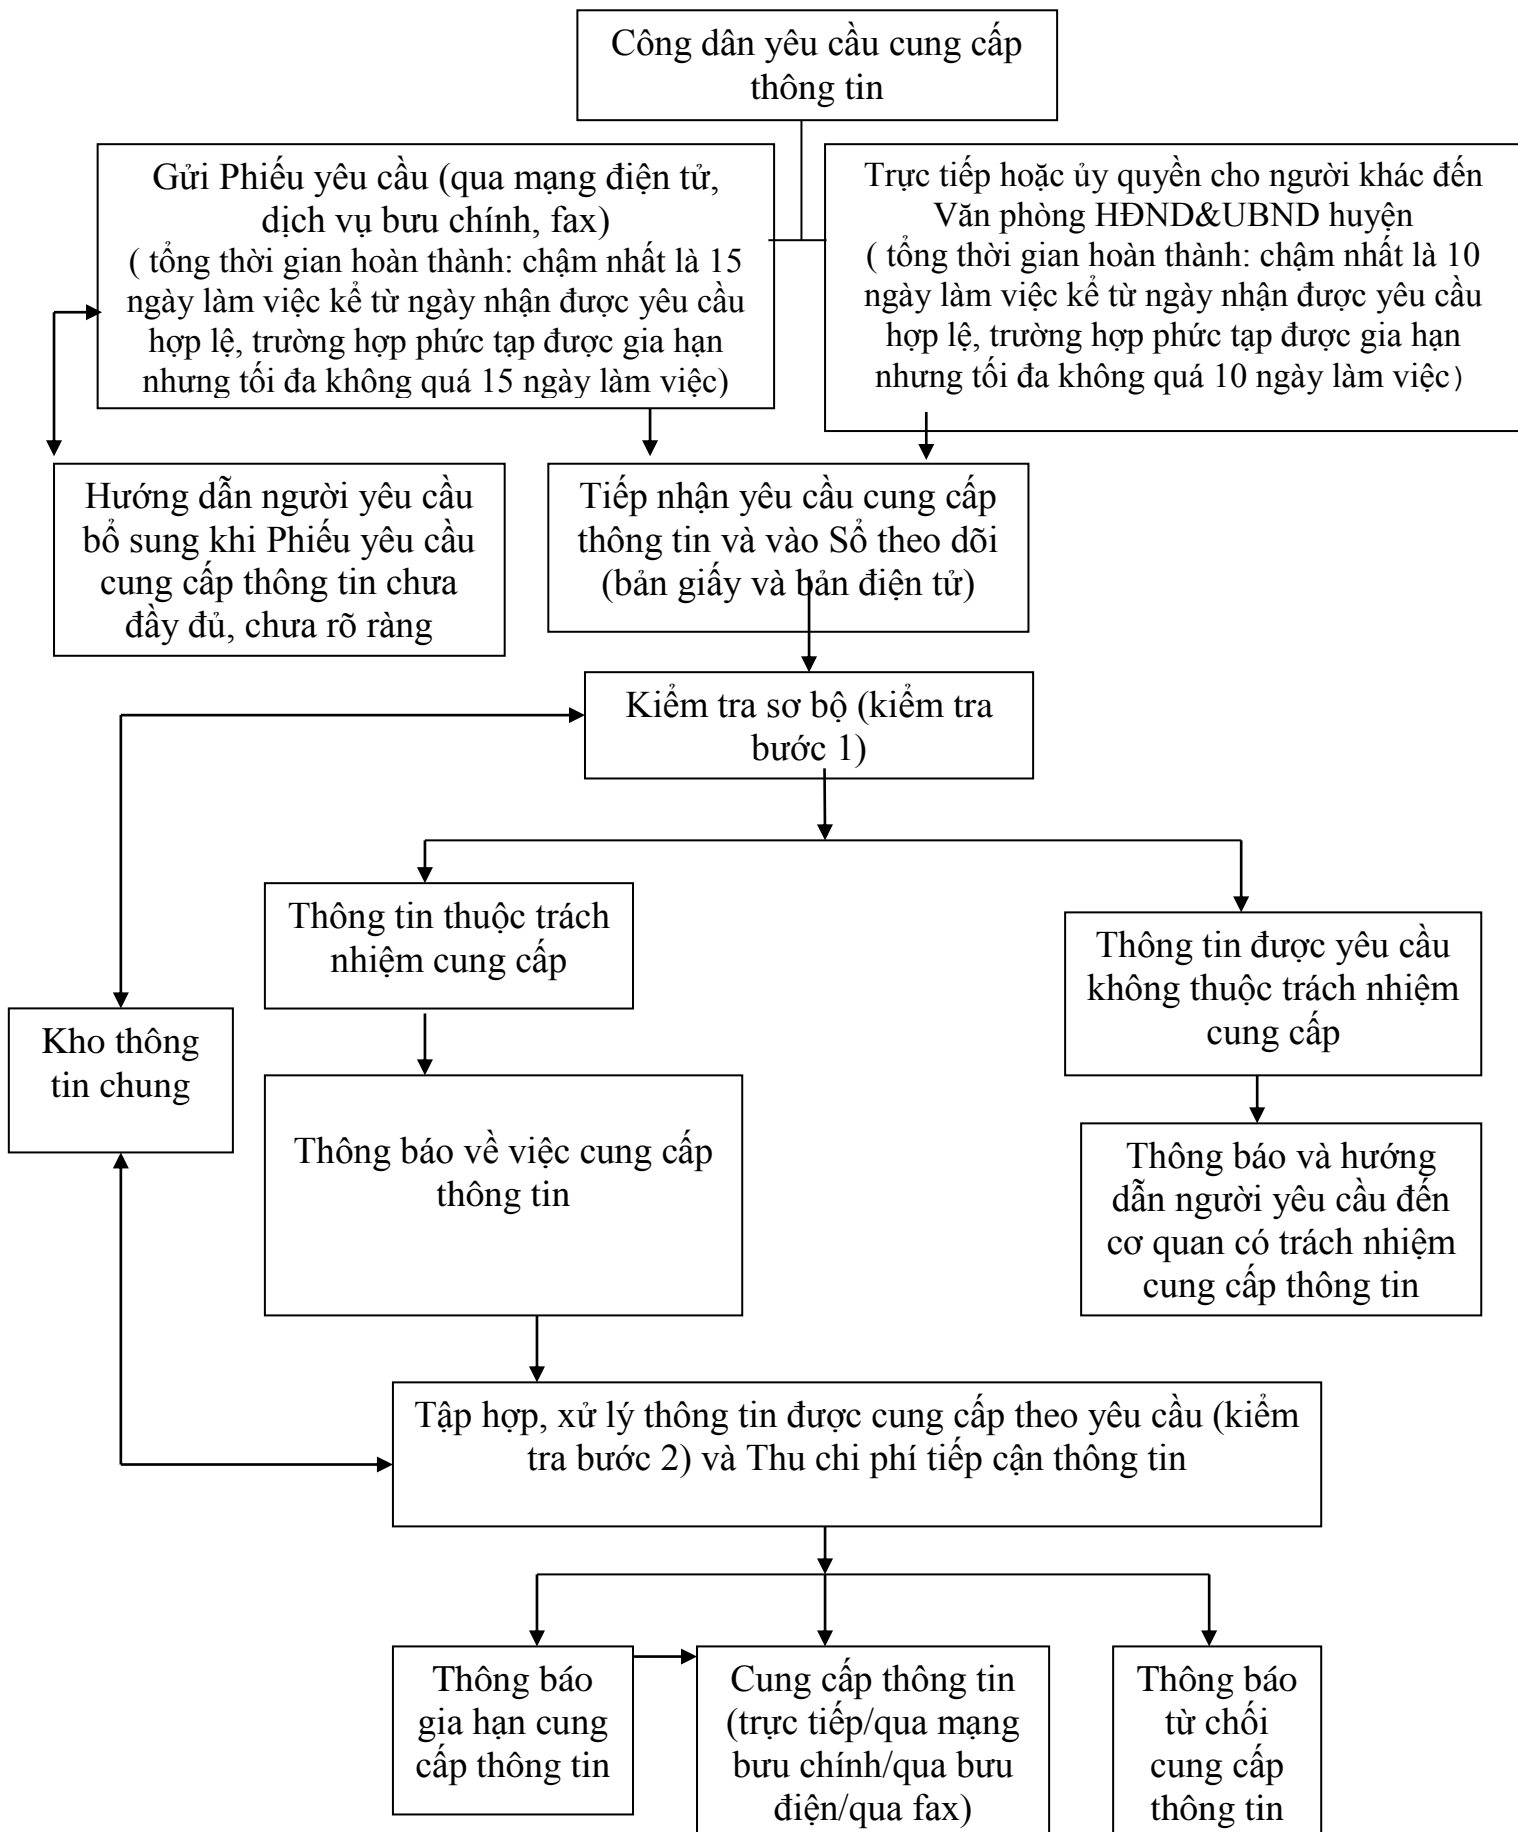 Công dân yêu cầu cung cấp
thông tin
Gửi Phiếu yêu cầu (qua mạng điện tử,
dịch vụ bưu chính, fax)
( tổng thời gian hoàn thành: chậm nhất là 15
ngày làm việc kể từ ngày nhận được yêu cầu
hợp lệ, trường hợp phức tạp được gia hạn
nhưng tối đa không quá 15 ngày làm việc)
Trực tiếp hoặc ủy quyền cho người khác đến
Văn phòng HĐND&UBND huyện
( tổng thời gian hoàn thành: chậm nhất là 10
ngày làm việc kể từ ngày nhận được yêu cầu
hợp lệ, trường hợp phức tạp được gia hạn
nhưng tối đa không quá 10 ngày làm việc)
Hướng dẫn người yêu cầu
bổ sung khi Phiếu yêu cầu
cung cấp thông tin chưa
đầy đủ, chưa rõ ràng
Tiếp nhận yêu cầu cung cấp
thông tin và vào Sổ theo dõi
(bản giấy và bản điện tử)
Kiểm tra sơ bộ (kiểm tra
bước 1)
Thông tin thuộc trách
nhiệm cung cấp
Thông tin được yêu cầu
không thuộc trách nhiệm
cung cấp
Kho thông
tin chung
Thông báo về việc cung cấp
thông tin
Thông báo và hướng
dẫn người yêu cầu đến
cơ quan có trách nhiệm
cung cấp thông tin
Tập hợp, xử lý thông tin được cung cấp theo yêu cầu (kiểm
tra bước 2) và Thu chi phí tiếp cận thông tin
Thông báo
gia hạn cung
cấp thông tin
Cung cấp thông tin
(trực tiếp/qua mạng
bưu chính/qua bưu
điện/qua fax)
Thông báo
từ chối
cung cấp
thông tin